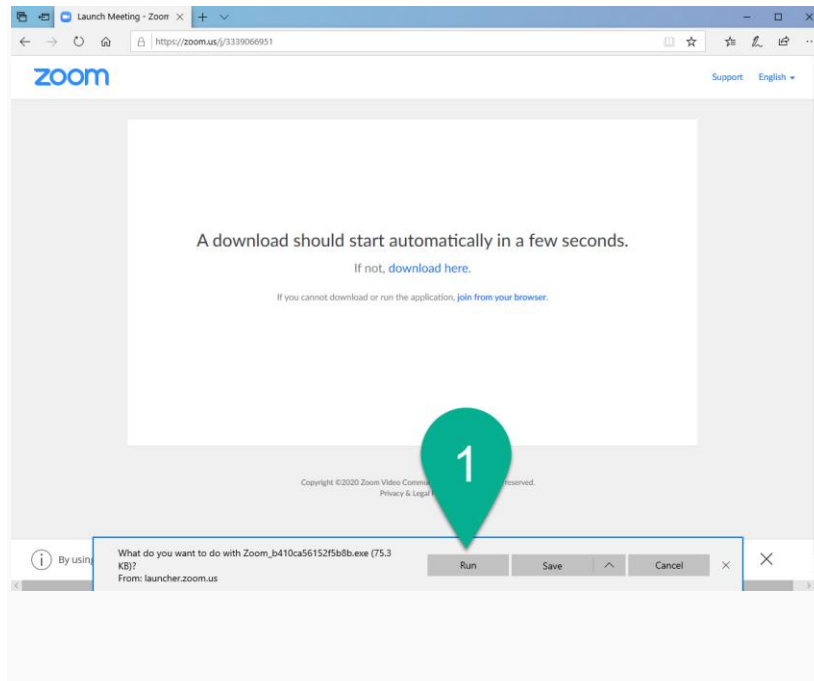 Launch Meeting - Zoom
https://zoom.us/j/3339066951
zoom
Support English
A download should start automatically in a few seconds.
If not, download here.
If you cannot download or run the application, join from your browser.
1
Copyright ©2020 Zoom Video reserved.
Privacy & Legal
By using
What do you want to do with Zoom_b410ca56152f5b8b.exe (75.3
KB)?
From: launcher.zoom.us
Run Save Cancel